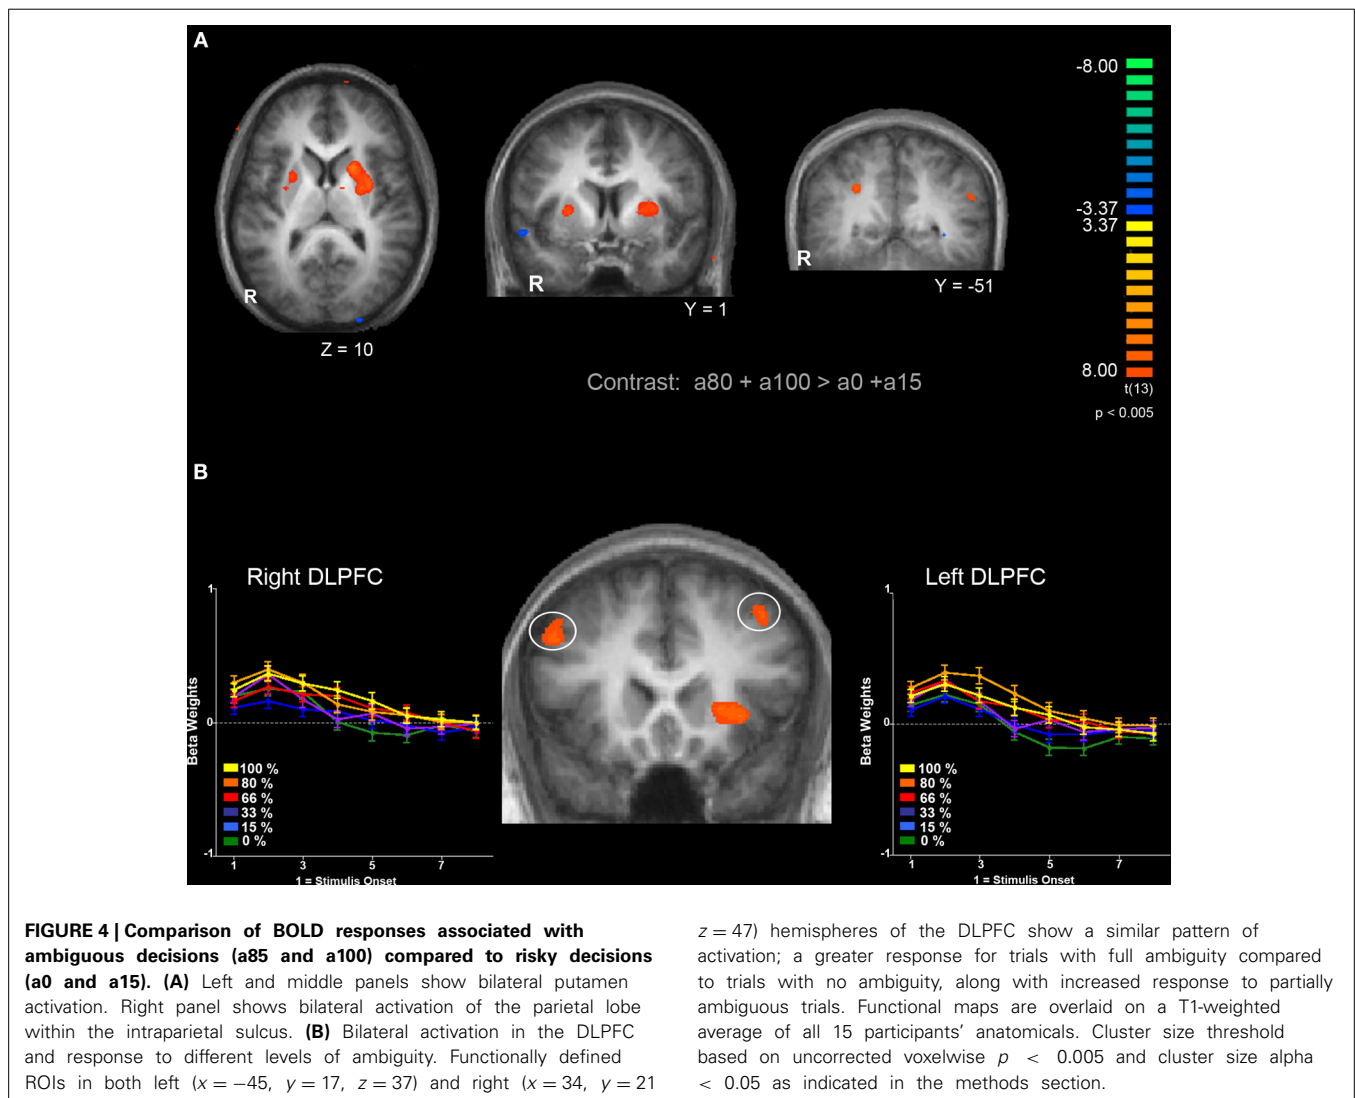 A
-8.00
-3.37
3.37
8.00
t(13)
p < 0.005
R
Z = 10
R
Y = 1
R
Y = -51
Contrast: a80 + a100 > a0 +a15
B
Right DLPFC
1
0
-1
Beta Weights
100 %
80 %
66 %
33 %
15 %
0 %
1 3 5 7
1 = Stimulis Onset
Left DLPFC
1
0
-1
Beta Weights
100 %
80 %
66 %
33 %
15 %
0 %
1 3 5 7
1 = Stimulis Onset
FIGURE 4 | Comparison of BOLD responses associated with
ambiguous decisions (a85 and a100) compared to risky decisions
(a0 and a15). (A) Left and middle panels show bilateral putamen
activation. Right panel shows bilateral activation of the parietal lobe
within the intraparietal sulcus. (B) Bilateral activation in the DLPFC
and response to different levels of ambiguity. Functionally defined
ROIs in both left (x = −45, y = 17, z = 37) and right (x = 34, y = 21
z = 47) hemispheres of the DLPFC show a similar pattern of
activation; a greater response for trials with full ambiguity compared
to trials with no ambiguity, along with increased response to partially
ambiguous trials. Functional maps are overlaid on a T1-weighted
average of all 15 participants' anatomicals. Cluster size threshold
based on uncorrected voxelwise p < 0.005 and cluster size alpha
< 0.05 as indicated in the methods section.